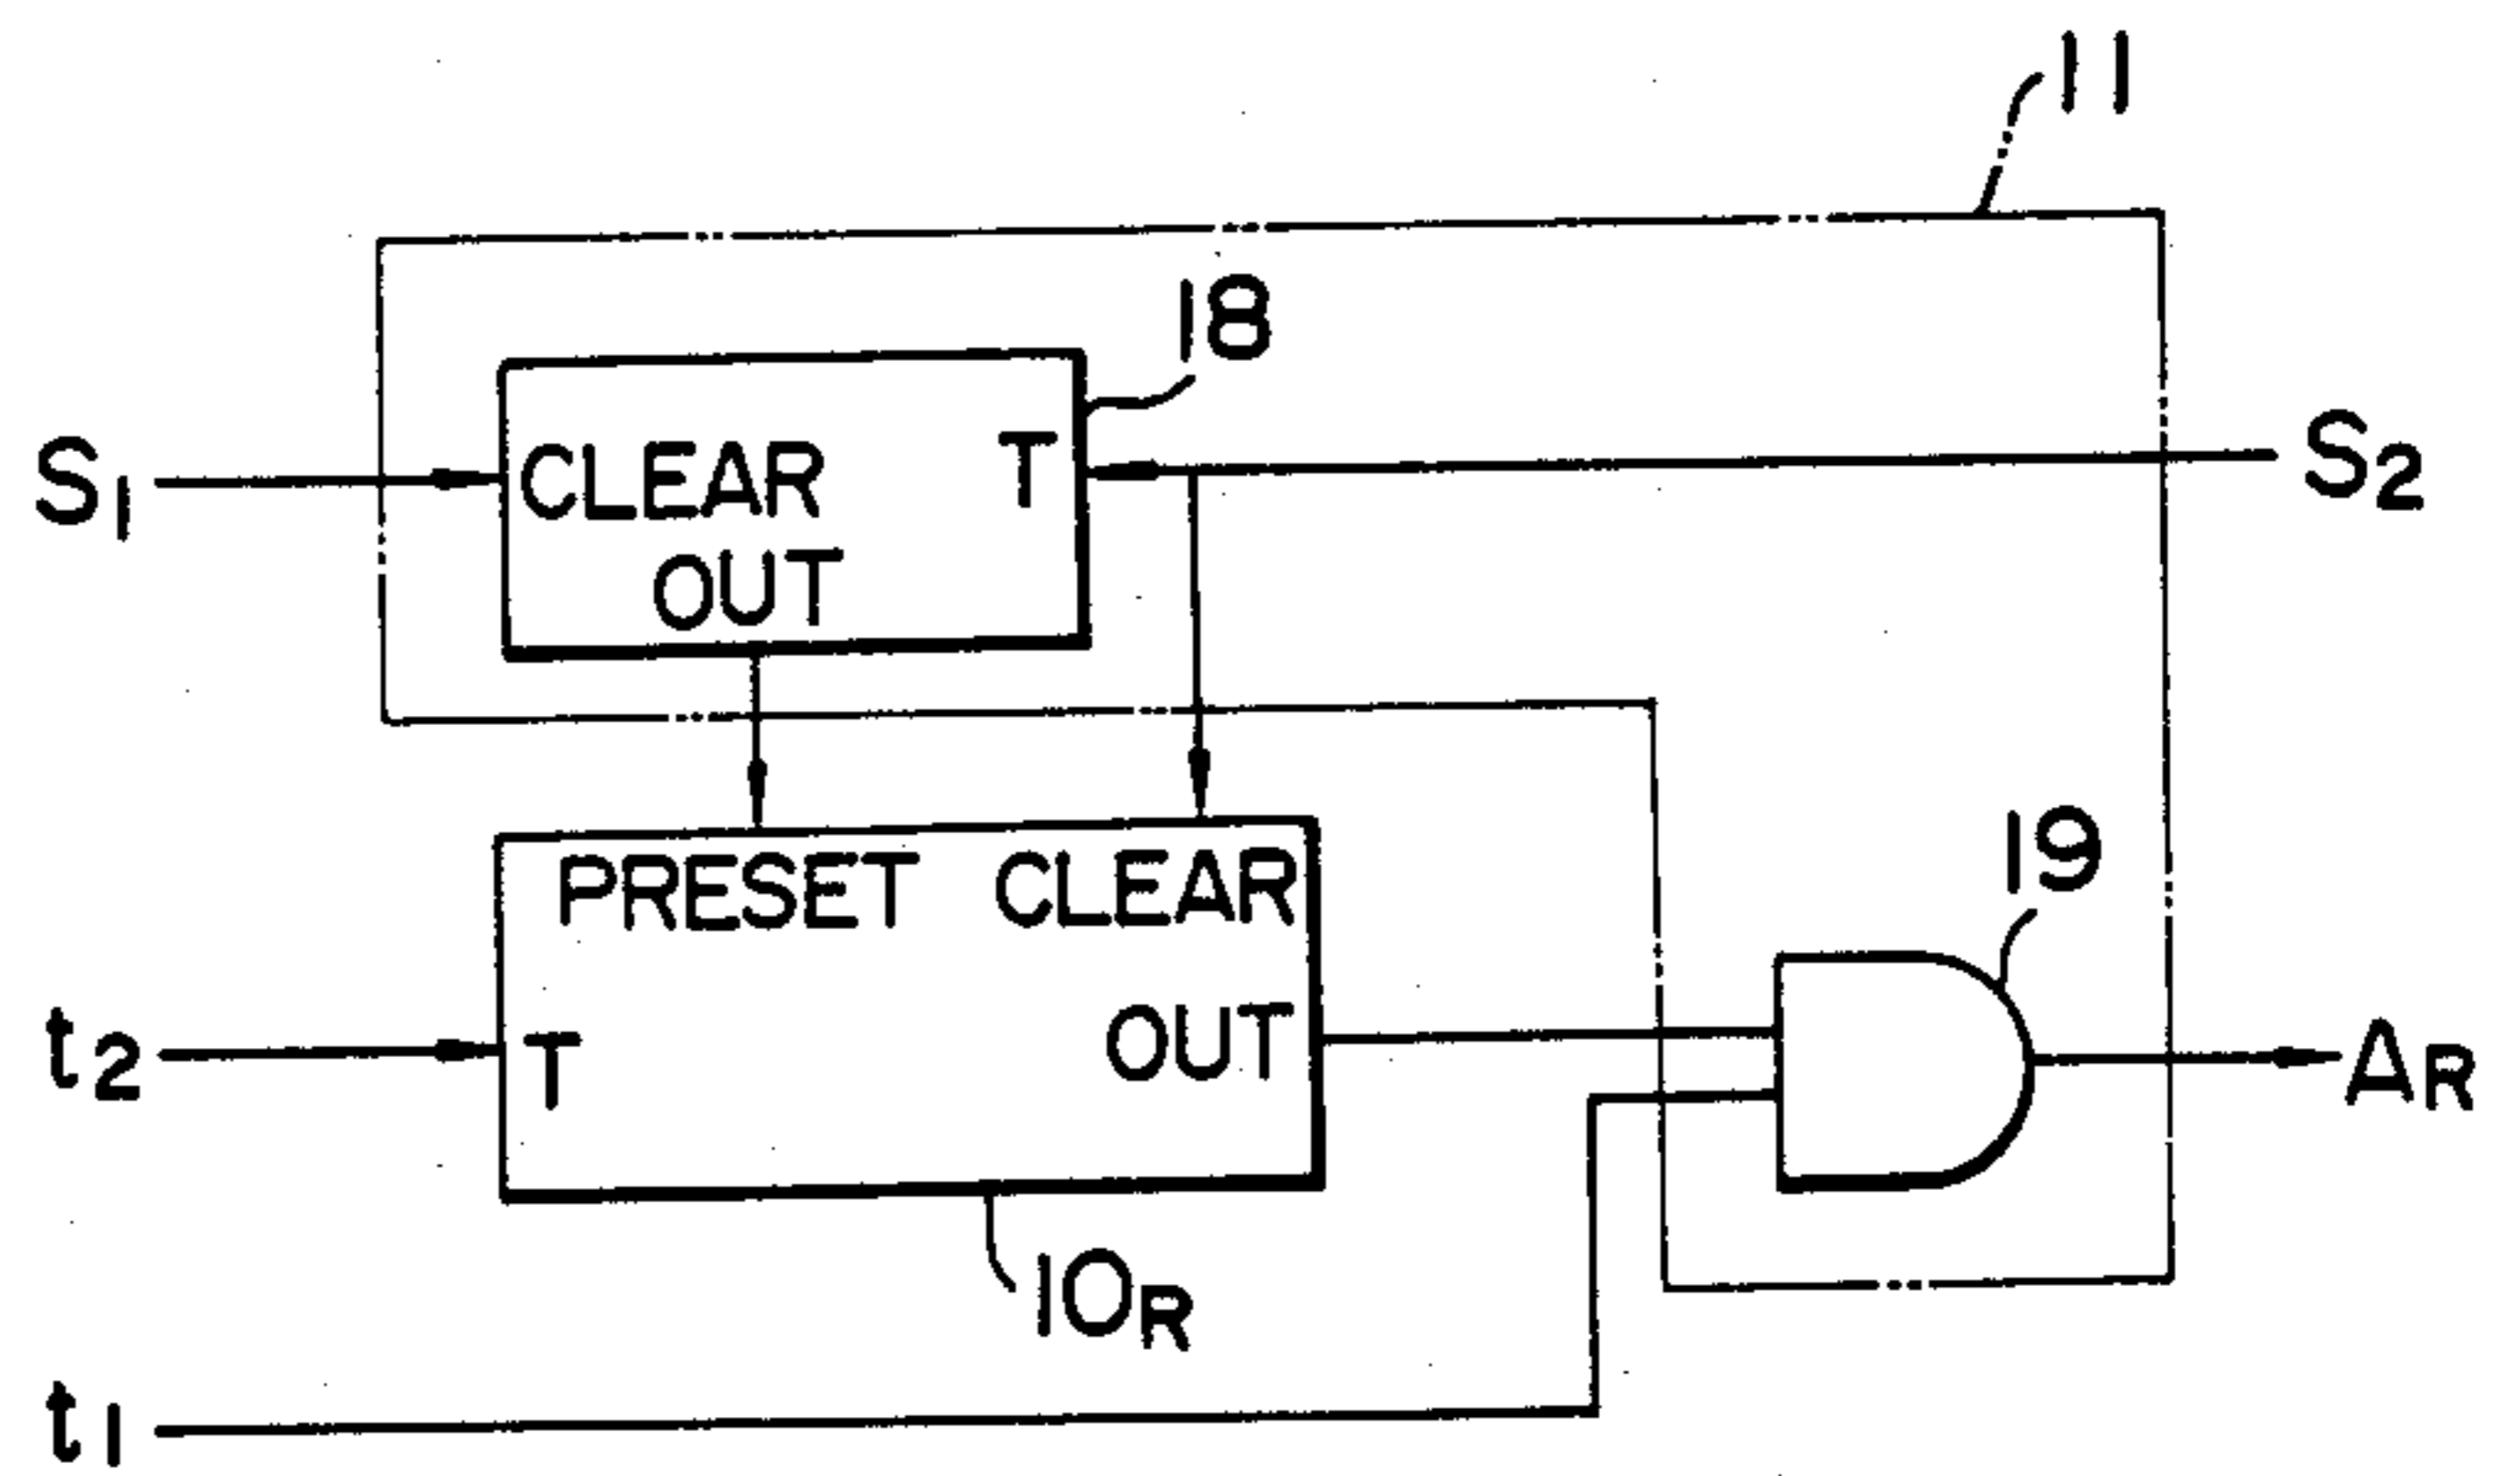 11
18
S1 CLEAR T S2
OUT
19
PRESET CLEAR
t2 T OUT AR
10R
t1